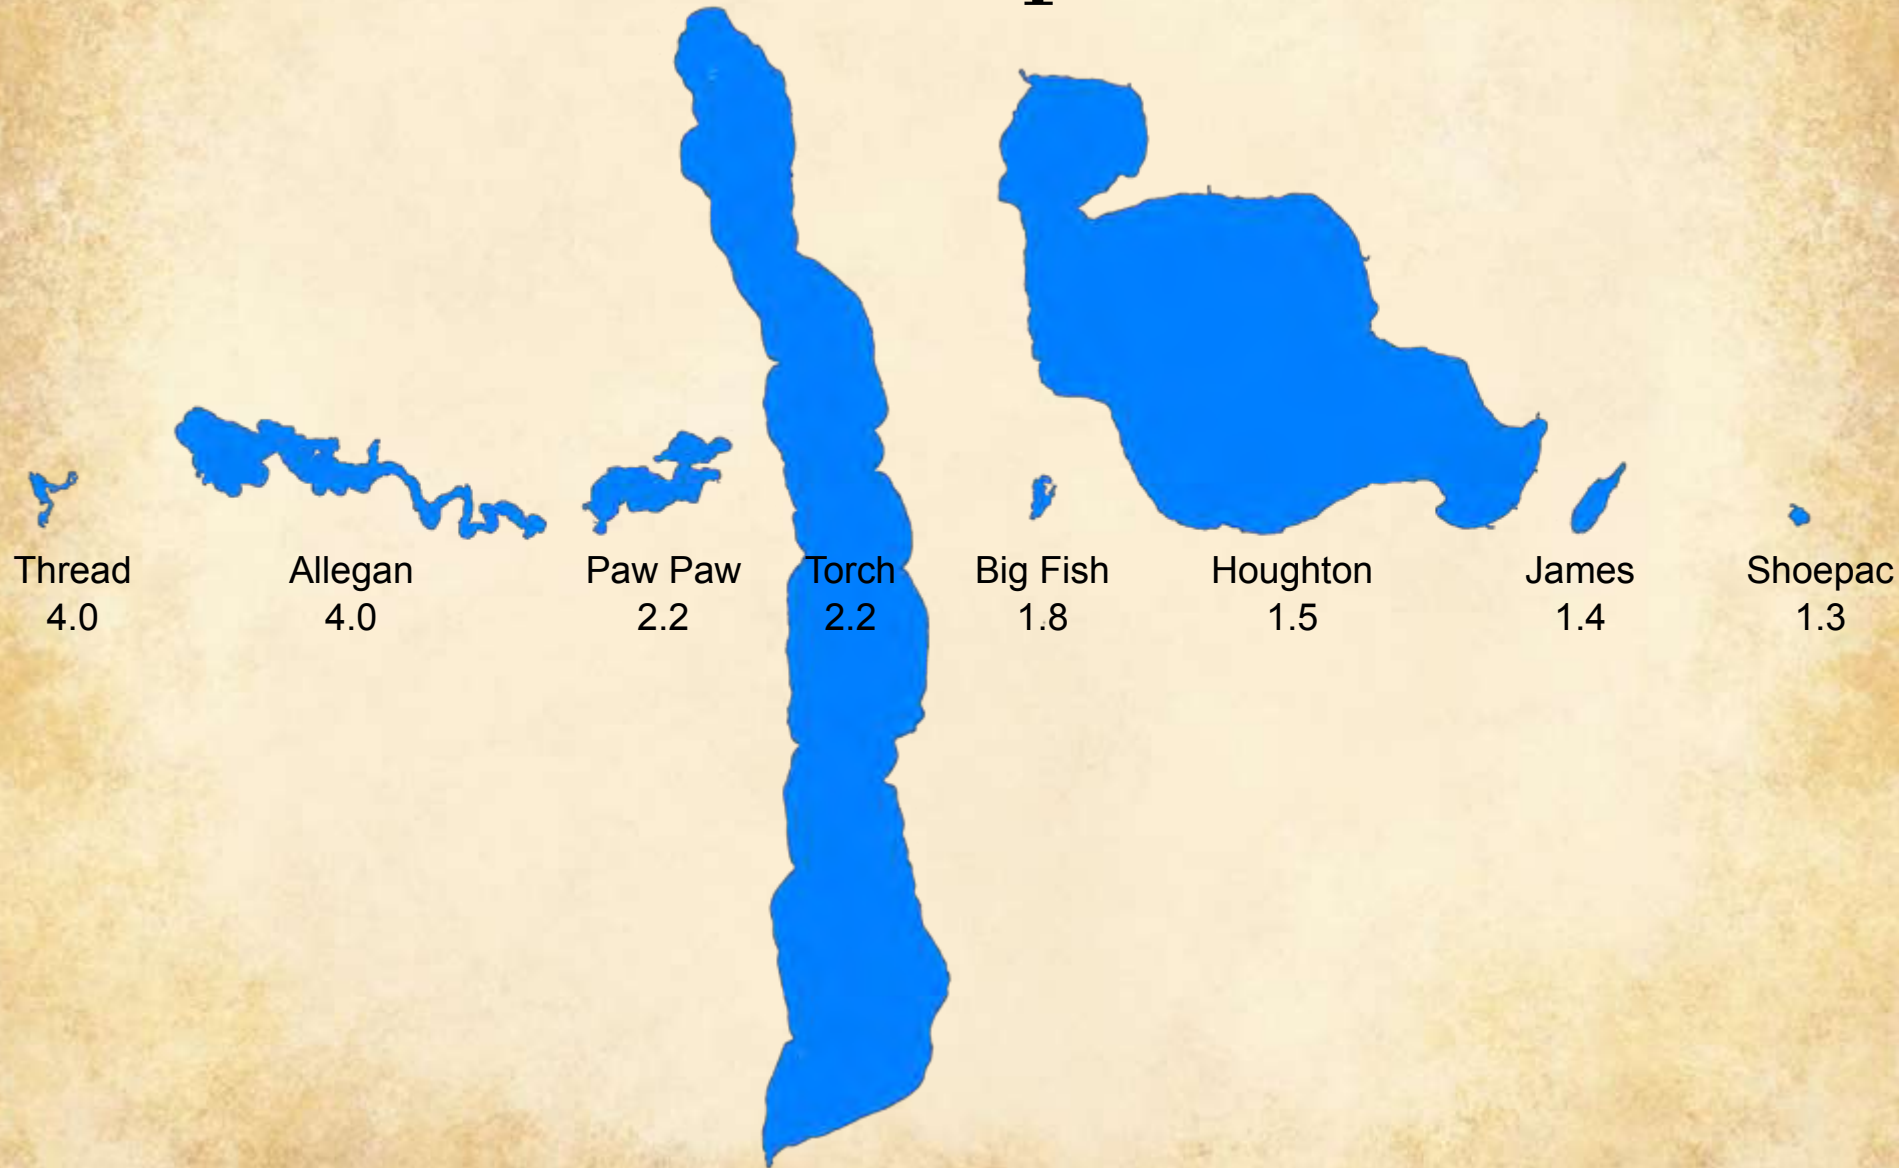 Thread Allegan Paw Paw Torch Big Fish Houghton James Shoepac
4.0 4.0 2.2 2.2 1.8 1.5 1.4 1.3